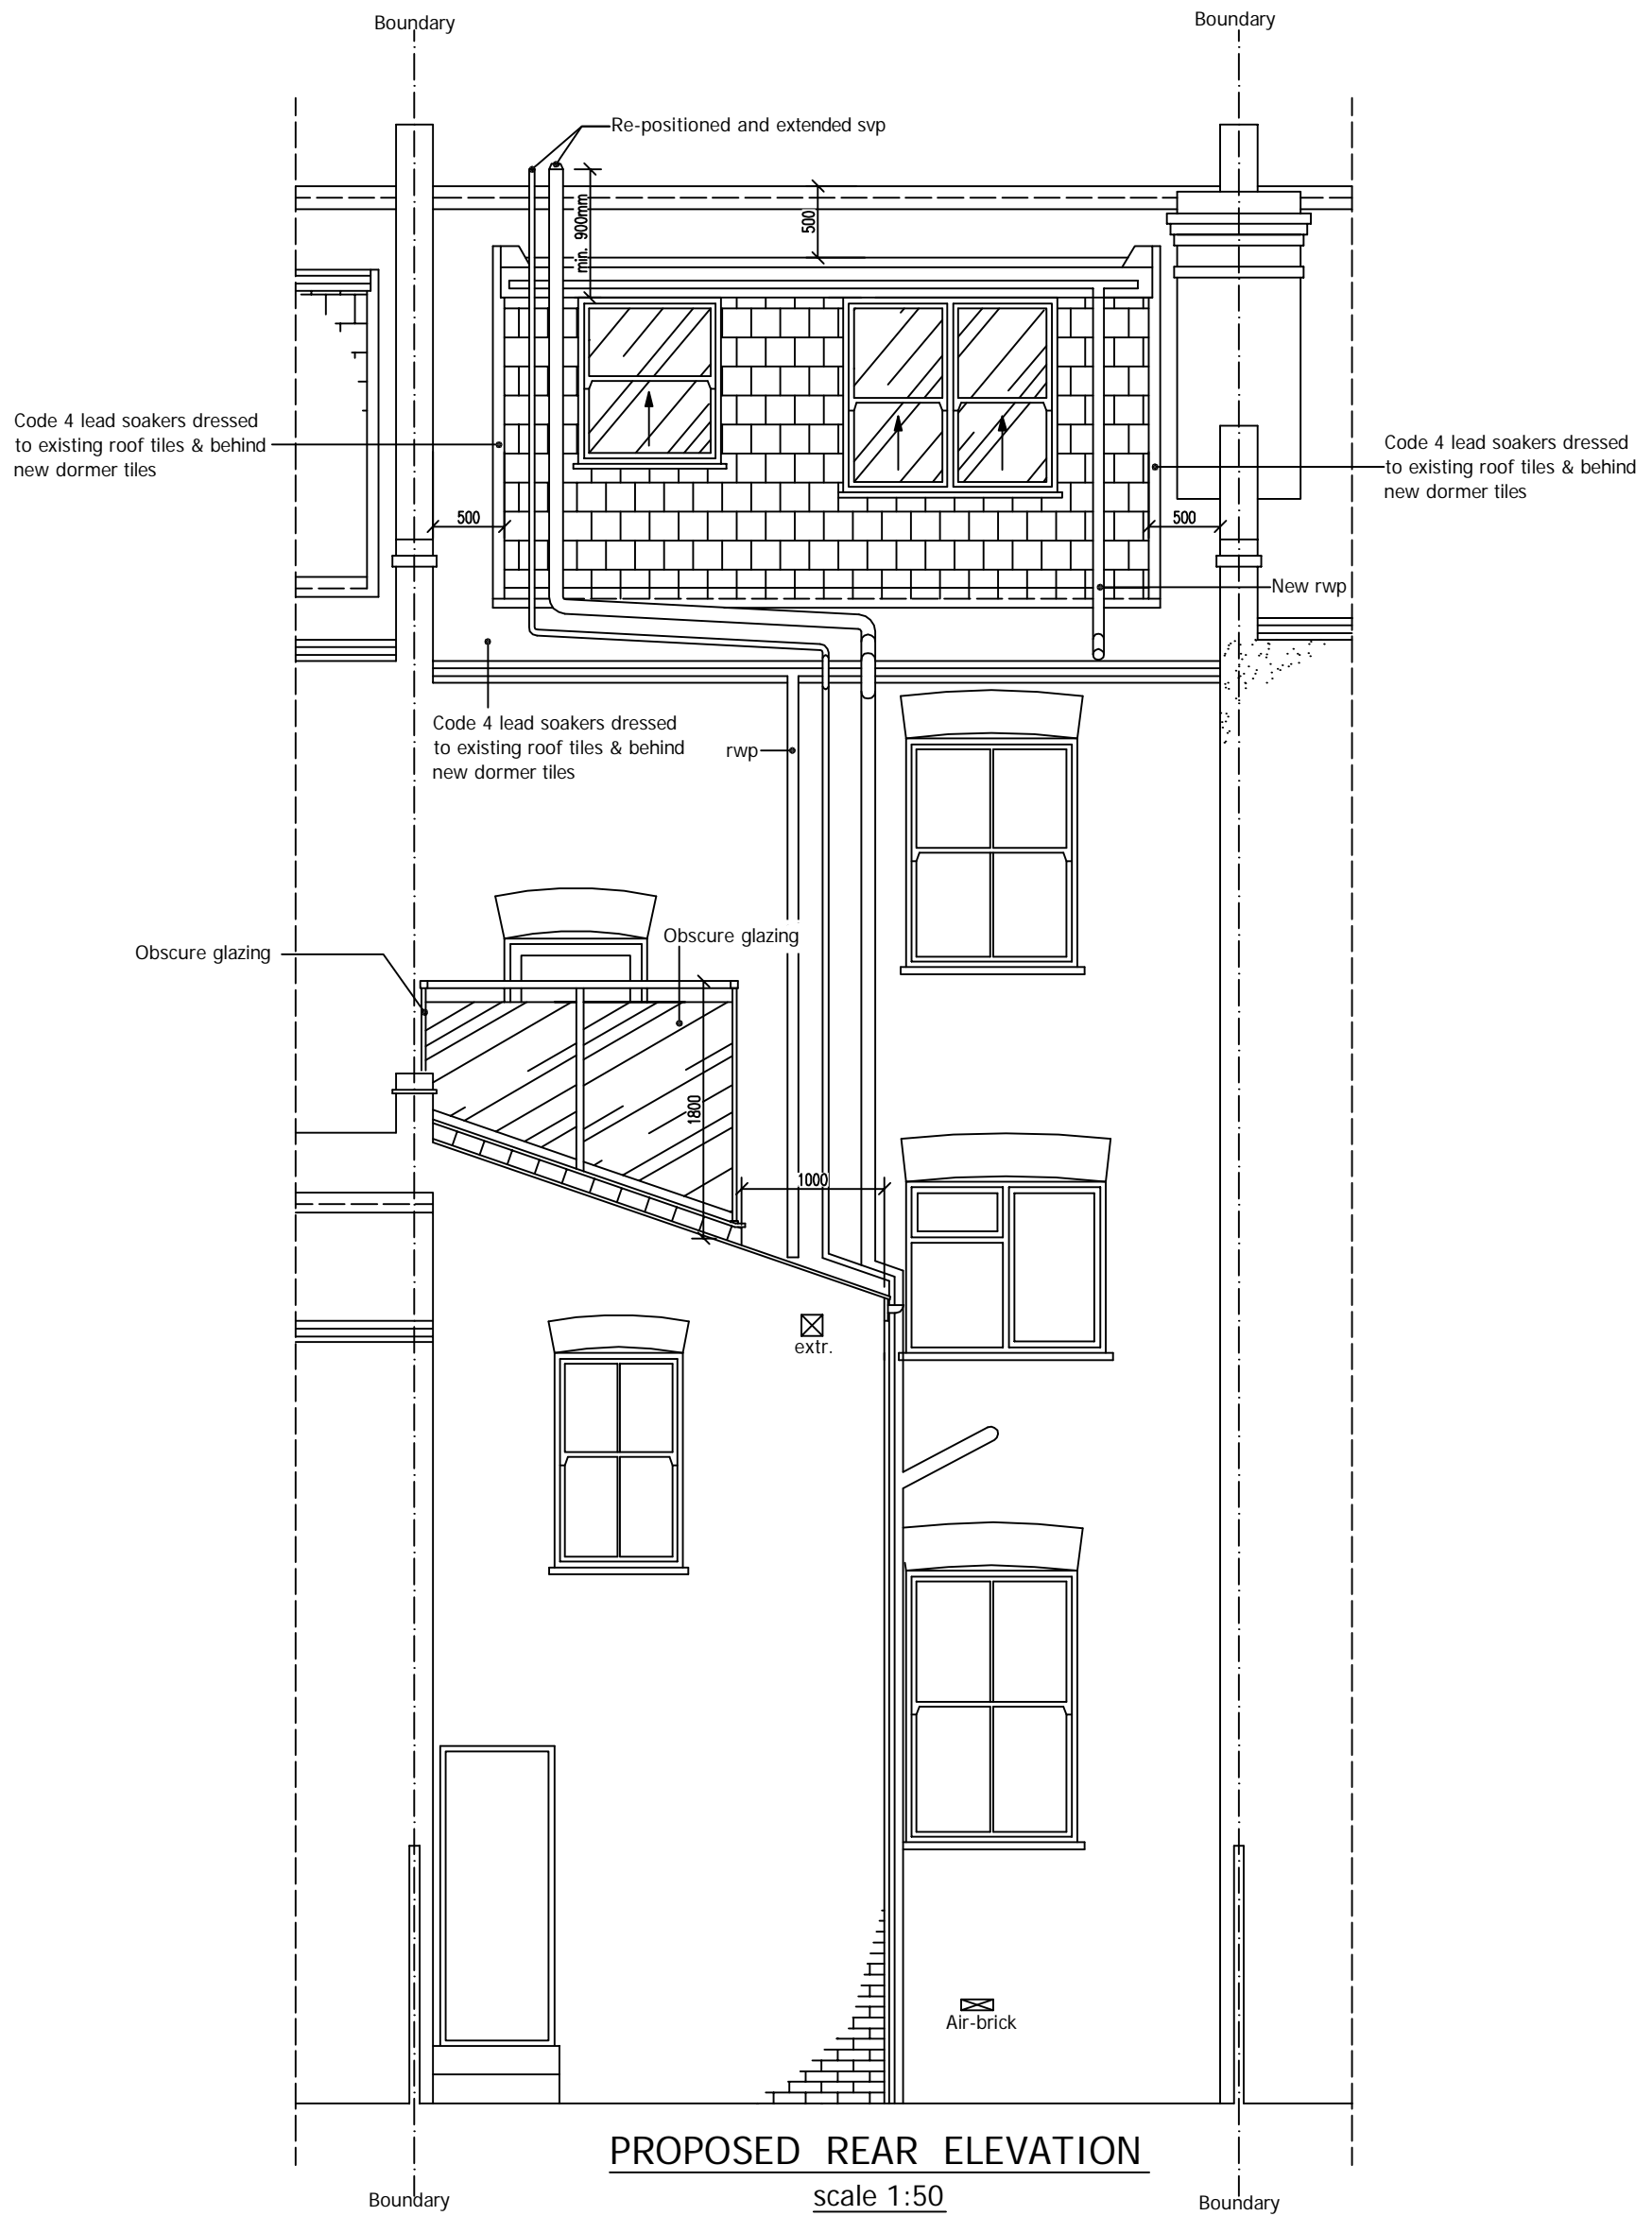 Boundary
Boundary
Re-positioned and extended svp
min. 900mm
500
Code 4 lead soakers dressed
to existing roof tiles & behind
new dormer tiles
Code 4 lead soakers dressed
to existing roof tiles & behind
new dormer tiles
500
500
New rwp
Code 4 lead soakers dressed
to existing roof tiles & behind
new dormer tiles
rwp
Obscure glazing
Obscure glazing
1800
1000
extr.
Air-brick
PROPOSED REAR ELEVATION
scale 1:50
Boundary
Boundary